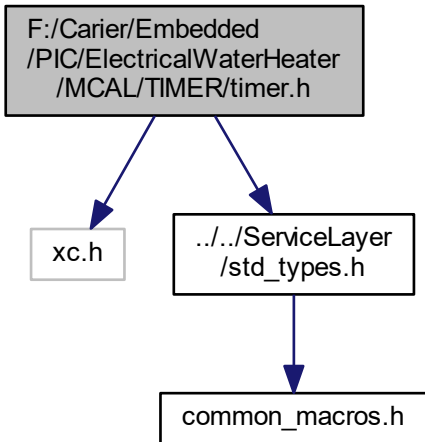 F:/Carier/Embedded
/PIC/ElectricalWaterHeater
/MCAL/TIMER/timer.h
xc.h
../../ServiceLayer
/std_types.h
common_macros.h